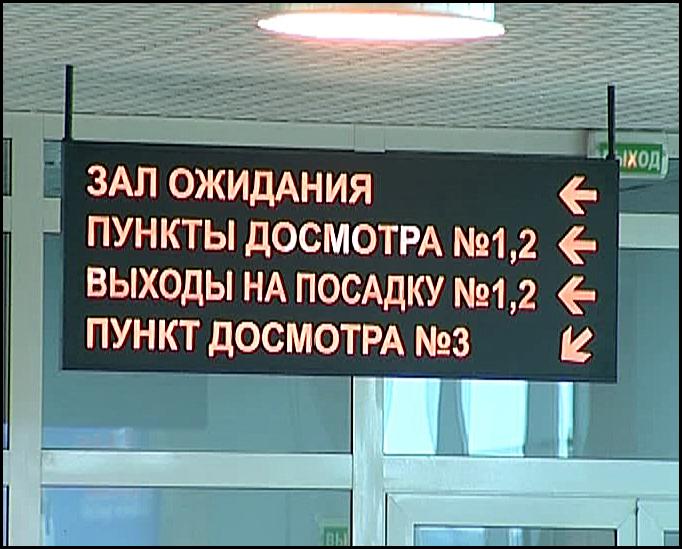 ЗАЛ ОЖИДАНИЯ
ПУНКТЫ ДОСМОТРА №1,2
ВЫХОДЫ НА ПОСАДКУ №1,2
ПУНКТ ДОСМОТРА №3
ВЫХОД